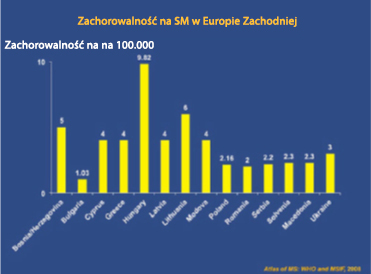 Zachorowalność na SM w Europie Zachodniej
Zachorowalność na na 100.000
10
9.82
6
5
4
4
4
4
3
2.16
2
2.2
2.3
2.3
1.03
0
Bosnia/Herzegovina
Bulgaria
Cyprus
Greece
Hungary
Latvia
Lithuania
Poland
Romania
Serbia
Macedonia
Ukraine
Atlas of MS: WHO and MSIF, 2008